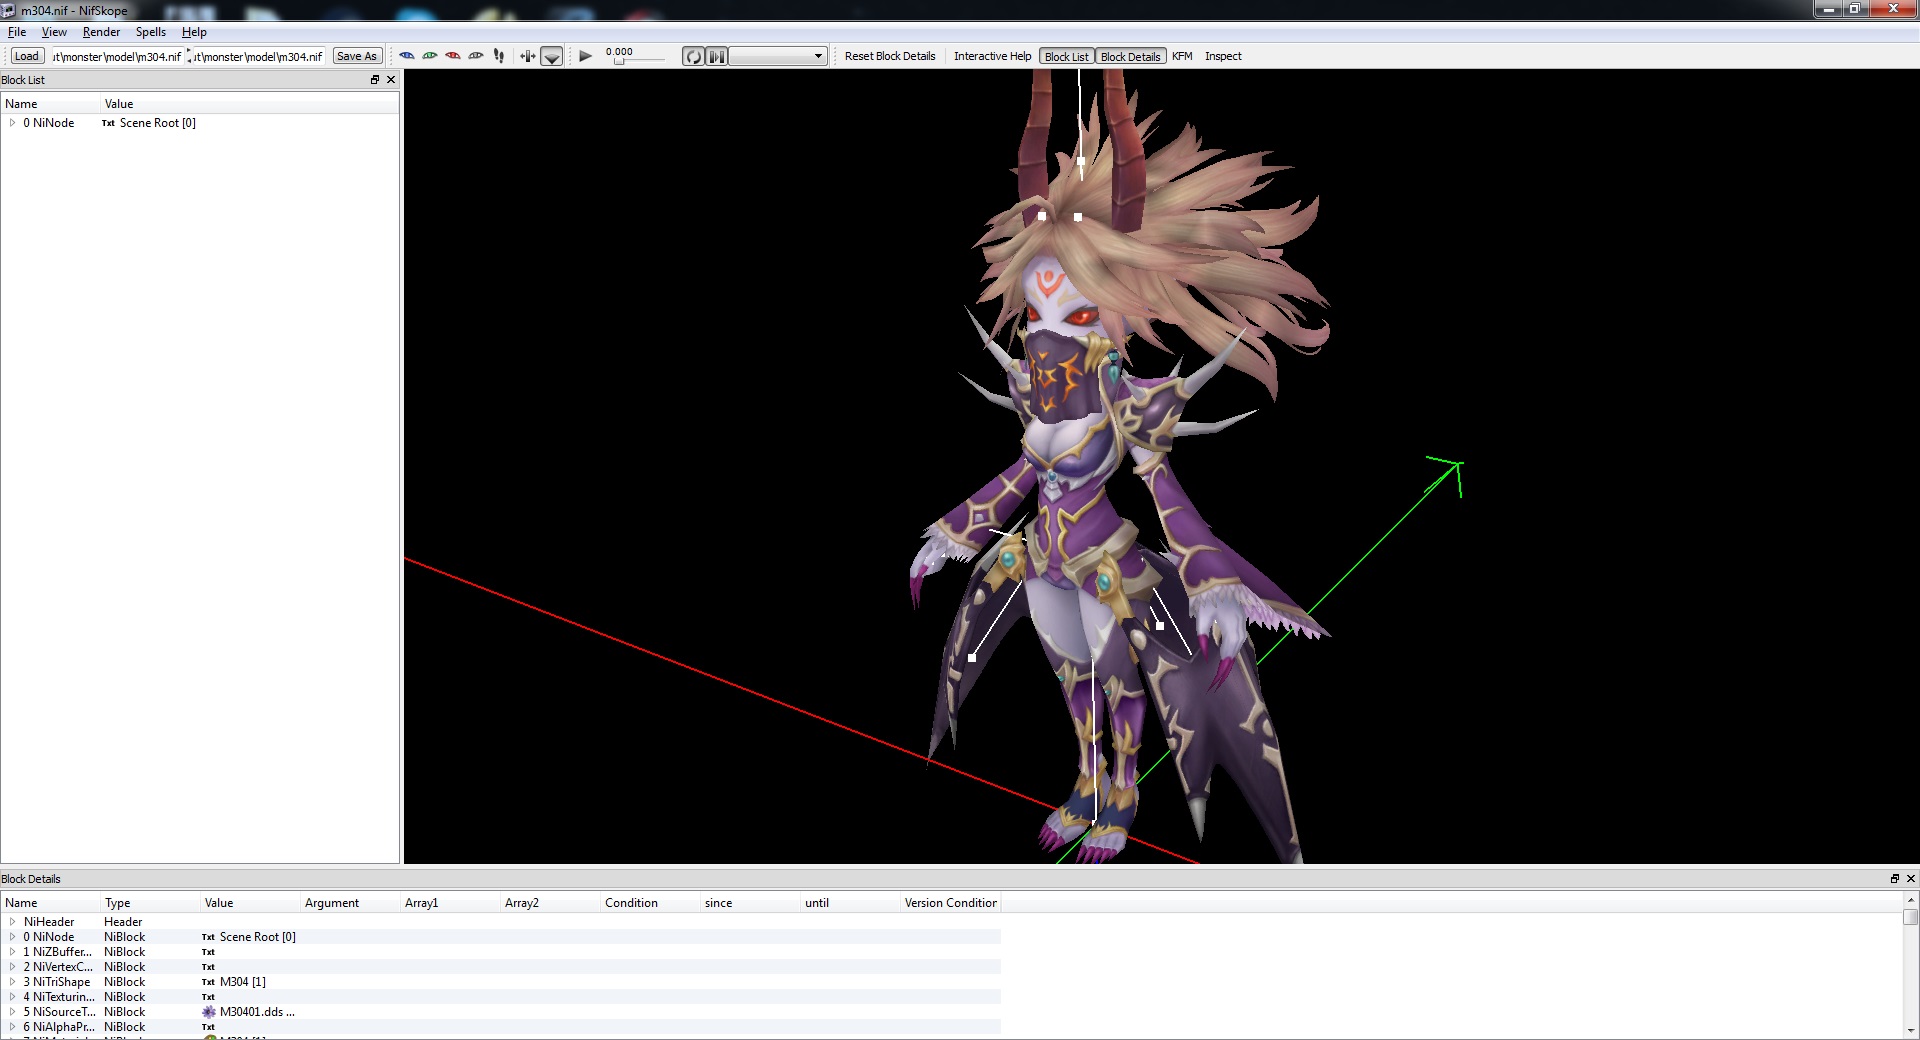 m304.nif - NifSkope
File View Render Spells Help
Load ut\monster\model\m304.nif ut\monster\model\m304.nif Save As 0.000 Reset Block Details Interactive Help Block List Block Details KFM Inspect
Block List
Name Value
0 NiNode Txt Scene Root [0]
Block Details
Name Type Value Argument Array1 Array2 Condition since until Version Condition
NiHeader Header
0 NiNode NiBlock Txt Scene Root [0]
1 NiZBuffer... NiBlock Txt
2 NiVertexC... NiBlock Txt
3 NiTriShape NiBlock Txt M304 [1]
4 NiTexturin... NiBlock Txt
5 NiSourceT... NiBlock M30401.dds ...
6 NiAlphaPr... NiBlock Txt